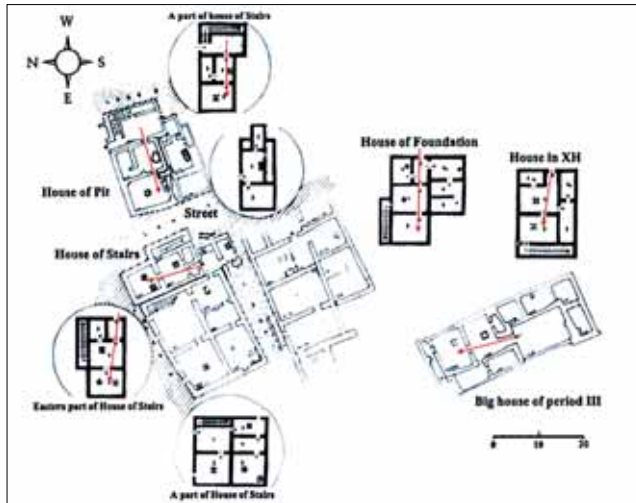 A part of house of Stairs
W
N S
E
House of Foundation
House in XH
House of Pit
Street
House of Stairs
Eastern part of House of Stairs
Big house of period III
0 10 20
A part of House of Stairs